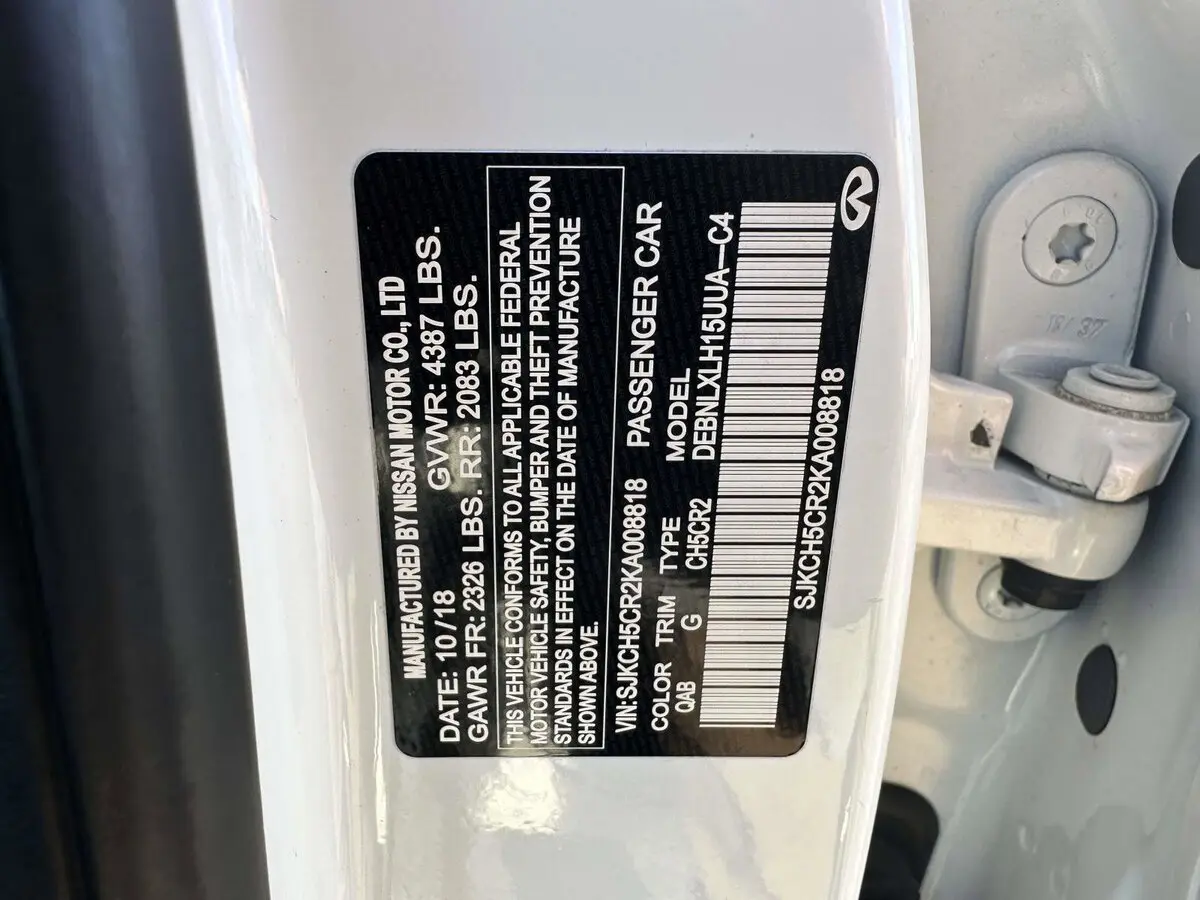 MANUFACTURED BY NISSAN MOTOR CO., LTD
DATE: 10/18 GVWR: 4387 LBS.
GAWR FR: 2326 LBS. RR: 2083 LBS.
THIS VEHICLE CONFORMS TO ALL APPLICABLE FEDERAL
MOTOR VEHICLE SAFETY, BUMPER AND THEFT PREVENTION
STANDARDS IN EFFECT ON THE DATE OF MANUFACTURE
SHOWN ABOVE.
VIN: SJKCH5CR2KA008818 PASSENGER CAR
COLOR TRIM TYPE MODEL
QAB G CH5CR2 DEBNLXLH15UUA—C4
SJKCH5CR2KA008818